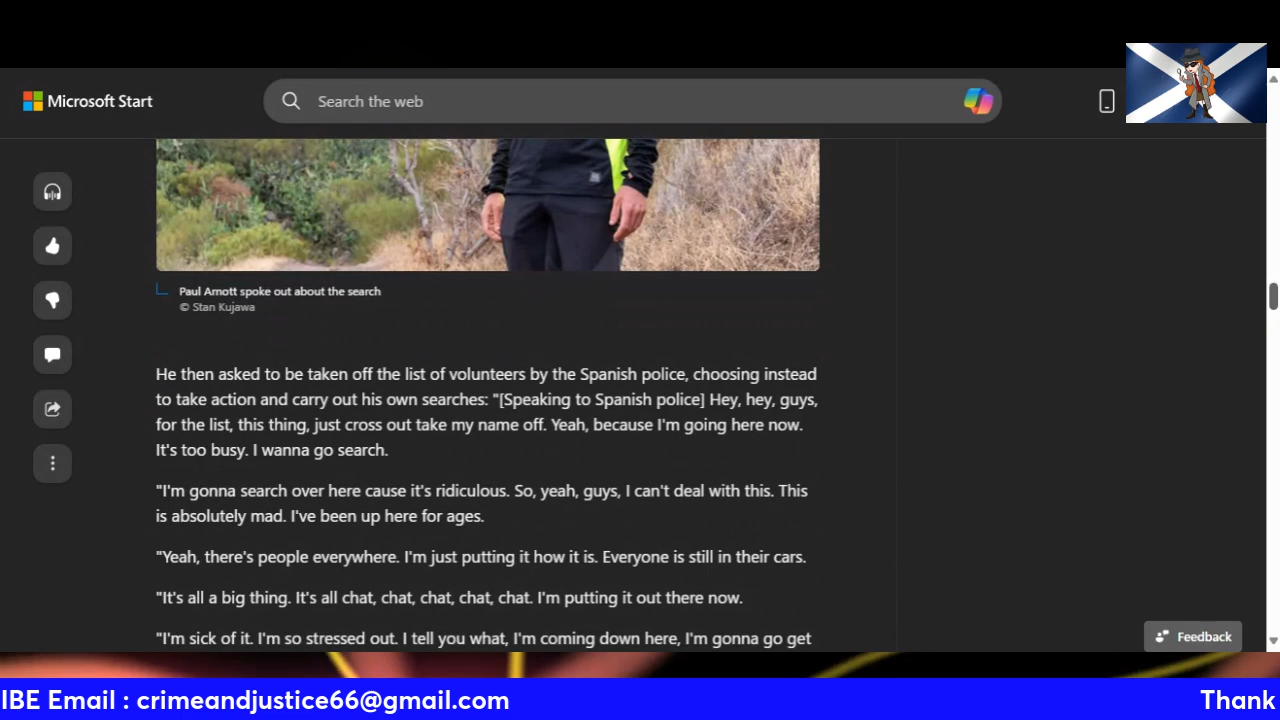 Microsoft Start
Search the web
Paul Arnott spoke out about the search
© Stan Kujawa
He then asked to be taken off the list of volunteers by the Spanish police, choosing instead
to take action and carry out his own searches: "[Speaking to Spanish police] Hey, hey, guys,
for the list, this thing, just cross out take my name off. Yeah, because I'm going here now.
It's too busy. I wanna go search.
"I'm gonna search over here cause it's ridiculous. So, yeah, guys, I can't deal with this. This
is absolutely mad. I've been up here for ages.
"Yeah, there's people everywhere. I'm just putting it how it is. Everyone is still in their cars.
"It's all a big thing. It's all chat, chat, chat, chat, chat. I'm putting it out there now.
"I'm sick of it. I'm so stressed out. I tell you what, I'm coming down here, I'm gonna go get
Feedback
IBE Email : crimeandjustice66@gmail.com
Thank